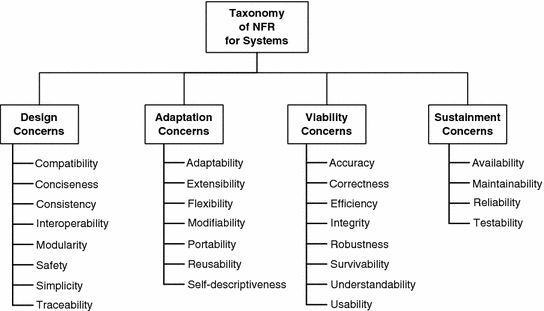 Taxonomy
of NFR
for Systems
Design
Concerns
Compatibility
Conciseness
Consistency
Interoperability
Modularity
Safety
Simplicity
Traceability
Adaptation
Concerns
Adaptability
Extensibility
Flexibility
Modifiability
Portability
Reusability
Self-descriptiveness
Viability
Concerns
Accuracy
Correctness
Efficiency
Integrity
Robustness
Survivability
Understandability
Usability
Sustainment
Concerns
Availability
Maintainability
Reliability
Testability